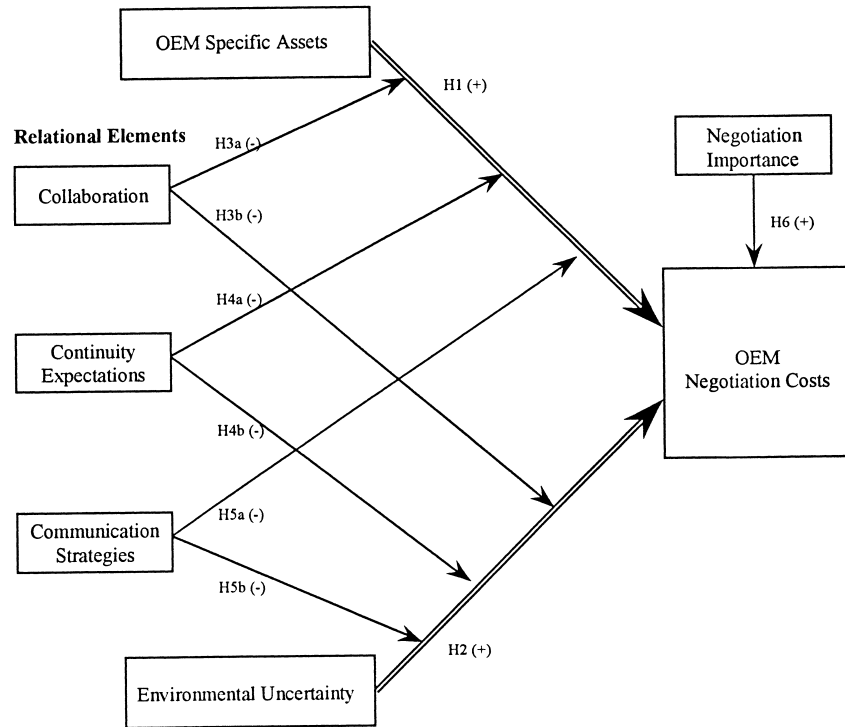 OEM Specific Assets
H1 (+)
Relational Elements
H3a (-)
Negotiation
Importance
Collaboration
H3b (-)
H6 (+)
H4a (-)
Continuity
Expectations
OEM
Negotiation Costs
H4b (-)
H5a (-)
Communication
Strategies
H5b (-)
H2 (+)
Environmental Uncertainty